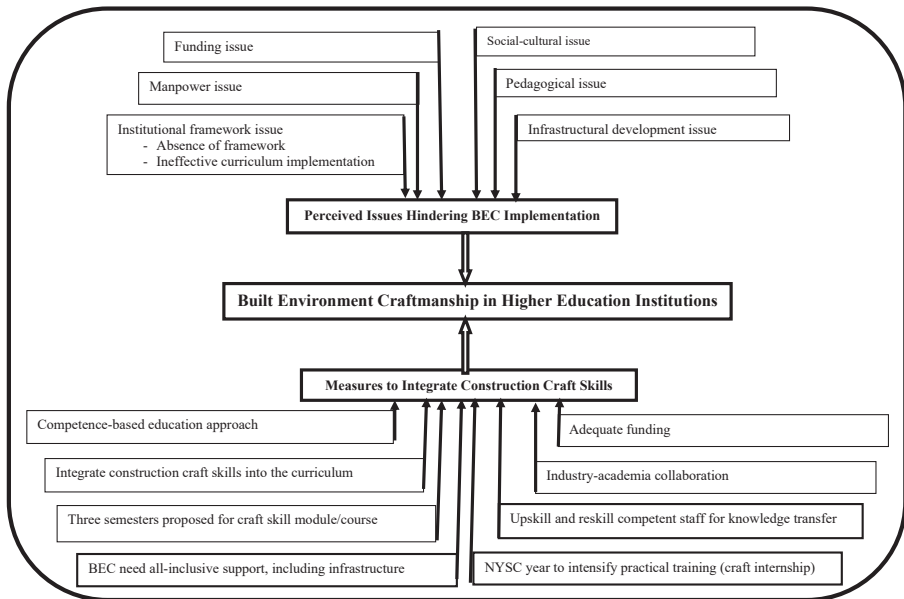 Funding issue
Social-cultural issue
Manpower issue
Pedagogical issue
Institutional framework issue
- Absence of framework
- Ineffective curriculum implementation
Infrastructural development issue
Perceived Issues Hindering BEC Implementation
Built Environment Craftmanship in Higher Education Institutions
Measures to Integrate Construction Craft Skills
Competence-based education approach
Adequate funding
Integrate construction craft skills into the curriculum
Industry-academia collaboration
Three semesters proposed for craft skill module/course
Upskill and reskill competent staff for knowledge transfer
BEC need all-inclusive support, including infrastructure
NYSC year to intensify practical training (craft internship)